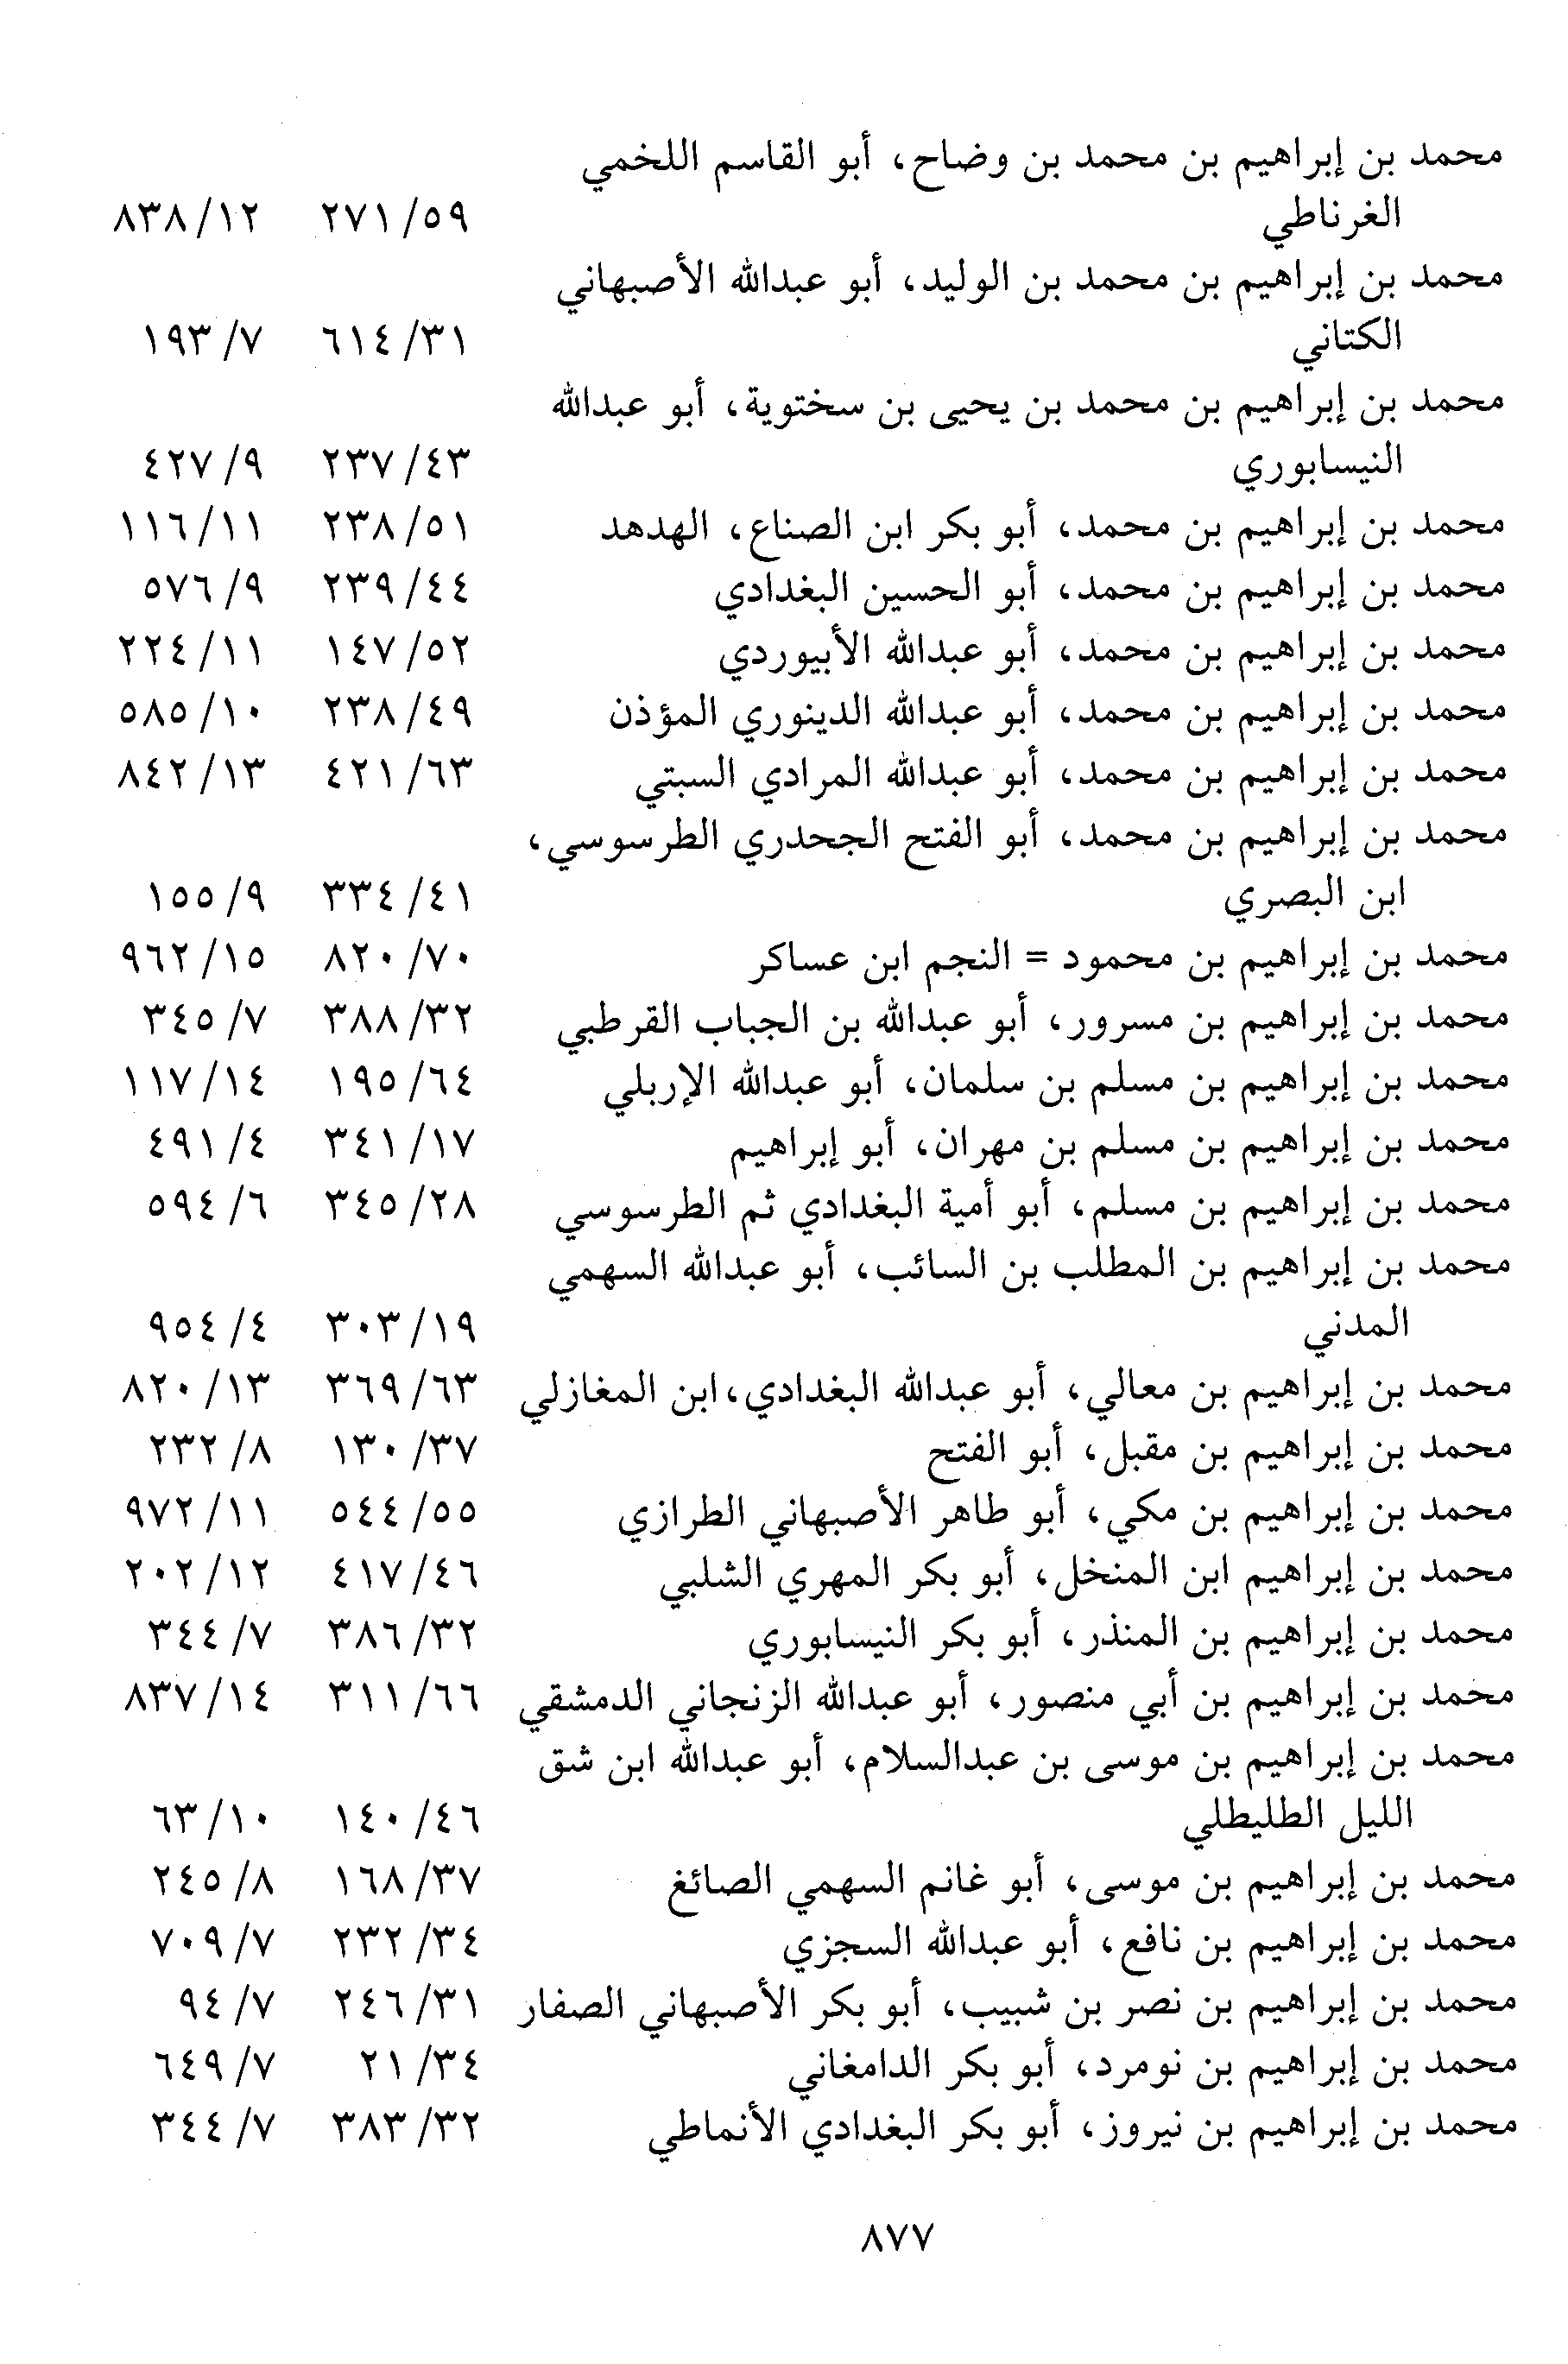 محمد بن إبراهيم بن محمد بن وضاح، أبو القاسم اللخمي
الغرناطي ٥٩/ ٢٧١ ١٢/ ٨٣٨
محمد بن إبراهيم بن محمد بن الوليد، أبو عبدالله الأصبهاني
الكتاني ٣١/ ٦١٤ ٧/ ١٩٣
محمد بن إبراهيم بن محمد بن يحيى بن سختوية، أبو عبدالله
النيسابوري ٤٣/ ٢٣٧ ٩/ ٤٢٧
محمد بن إبراهيم بن محمد، أبو بكر ابن الصناع، الهدهد ٥١/ ٢٣٨ ١١/ ١١٦
محمد بن إبراهيم بن محمد، أبو الحسين البغدادي ٤٤/ ٢٣٩ ٩/ ٥٧٦
محمد بن إبراهيم بن محمد، أبو عبدالله الأبيوردي ٥٢/ ١٤٧ ١١/ ٢٢٤
محمد بن إبراهيم بن محمد، أبو عبدالله الدينوري المؤذن ٤٩/ ٢٣٨ ١٠/ ٥٨٥
محمد بن إبراهيم بن محمد، أبو عبدالله المرادي السبتي ٦٣/ ٤٢١ ١٣/ ٨٤٢
محمد بن إبراهيم بن محمد، أبو الفتح الجحدري الطرسوسي،
ابن البصري ٤١/ ٣٣٤ ٩/ ١٥٥
محمد بن إبراهيم بن محمود = النجم ابن عساكر ٧٠/ ٨٢٠ ١٥/ ٩٦٢
محمد بن إبراهيم بن مسرور، أبو عبدالله بن الجباب القرطبي ٣٢/ ٣٨٨ ٧/ ٣٤٥
محمد بن إبراهيم بن مسلم بن سلمان، أبو عبدالله الإربلي ٦٤/ ١٩٥ ١٤/ ١١٧
محمد بن إبراهيم بن مسلم بن مهران، أبو إبراهيم ١٧/ ٣٤١ ٤/ ٤٩١
محمد بن إبراهيم بن مسلم، أبو أمية البغدادي ثم الطرسوسي ٢٨/ ٣٤٥ ٦/ ٥٩٤
محمد بن إبراهيم بن المطلب بن السائب، أبو عبدالله السهمي
المدني ١٩/ ٣٠٣ ٤/ ٩٥٤
محمد بن إبراهيم بن معالي، أبو عبدالله البغدادي، ابن المغازلي ٦٣/ ٣٦٩ ١٣/ ٨٢٠
محمد بن إبراهيم بن مقبل، أبو الفتح ٣٧/ ١٣٠ ٨/ ٢٣٢
محمد بن إبراهيم بن مكي، أبو طاهر الأصبهاني الطرازي ٥٥/ ٥٤٤ ١١/ ٩٧٢
محمد بن إبراهيم ابن المنخل، أبو بكر المهري الشلبي ٤٦/ ٤١٧ ١٢/ ٢٠٢
محمد بن إبراهيم بن المنذر، أبو بكر النيسابوري ٣٢/ ٣٨٦ ٧/ ٣٤٤
محمد بن إبراهيم بن أبي منصور، أبو عبدالله الزنجاني الدمشقي ٦٦/ ٣١١ ١٤/ ٨٣٧
محمد بن إبراهيم بن موسى بن عبدالسلام، أبو عبدالله ابن شق
الليل الطليطلي ٤٦/ ١٤٠ ١٠/ ٦٣
محمد بن إبراهيم بن موسى، أبو غانم السهمي الصائغ ٣٧/ ١٦٨ ٨/ ٢٤٥
محمد بن إبراهيم بن نافع، أبو عبدالله السجزي ٣٤/ ٢٣٢ ٧/ ٧٠٩
محمد بن إبراهيم بن نصر بن شبيب، أبو بكر الأصبهاني الصفار ٣١/ ٢٤٦ ٧/ ٩٤
محمد بن إبراهيم بن نومرد، أبو بكر الدامغاني ٣٤/ ٢١ ٧/ ٦٤٩
محمد بن إبراهيم بن نيروز، أبو بكر البغدادي الأنماطي ٣٢/ ٣٨٣ ٧/ ٣٤٤
٨٧٧